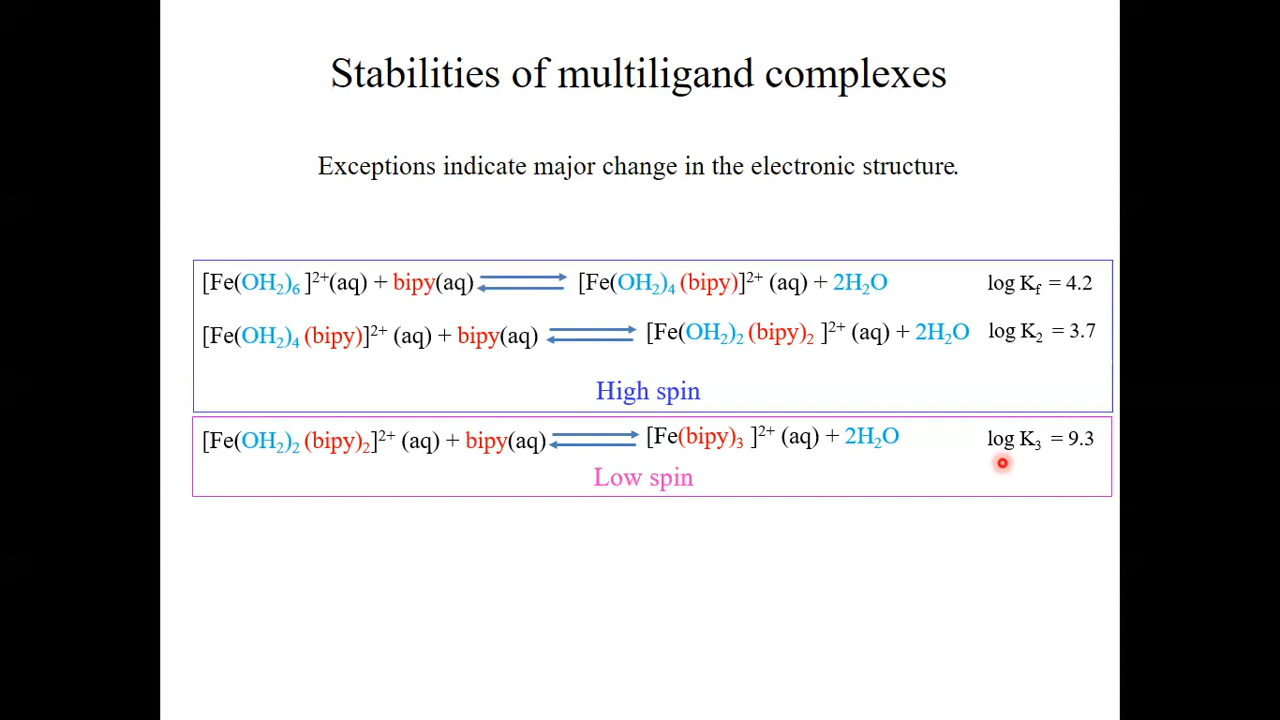 Stabilities of multiligand complexes
Exceptions indicate major change in the electronic structure.
[Fe(OH₂)₆ ]²⁺(aq) + bipy(aq) ⇌ [Fe(OH₂)₄ (bipy)]²⁺ (aq) + 2H₂O log K_f = 4.2
[Fe(OH₂)₄ (bipy)]²⁺ (aq) + bipy(aq) ⇌ [Fe(OH₂)₂ (bipy)₂ ]²⁺ (aq) + 2H₂O log K₂ = 3.7
High spin
[Fe(OH₂)₂ (bipy)₂]²⁺ (aq) + bipy(aq) ⇌ [Fe(bipy)₃ ]²⁺ (aq) + 2H₂O log K₃ = 9.3
Low spin